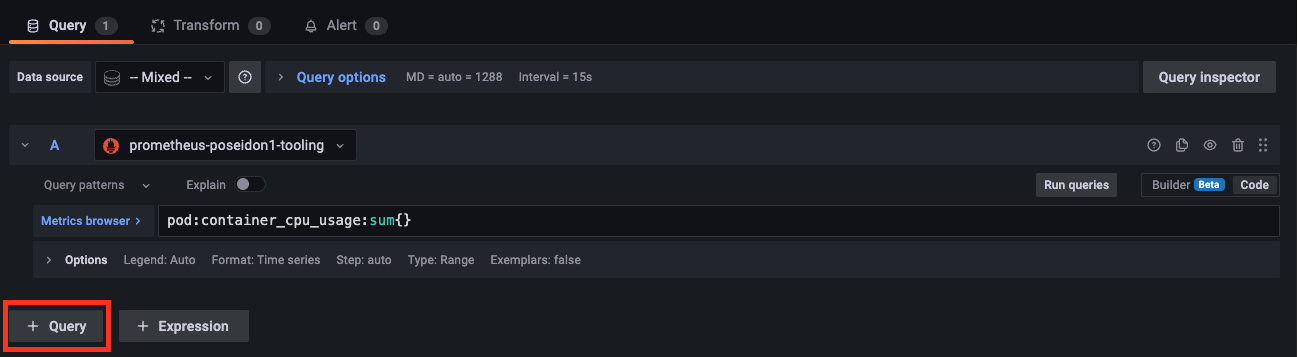 Query 1 Transform 0 Alert 0
Data source -- Mixed -- Query options MD = auto = 1288 Interval = 15s Query inspector
A prometheus-poseidon1-tooling
Query patterns Explain Run queries Builder Beta Code
Metrics browser > pod:container_cpu_usage:sum{}
> Options Legend: Auto Format: Time series Step: auto Type: Range Exemplars: false
+ Query + Expression